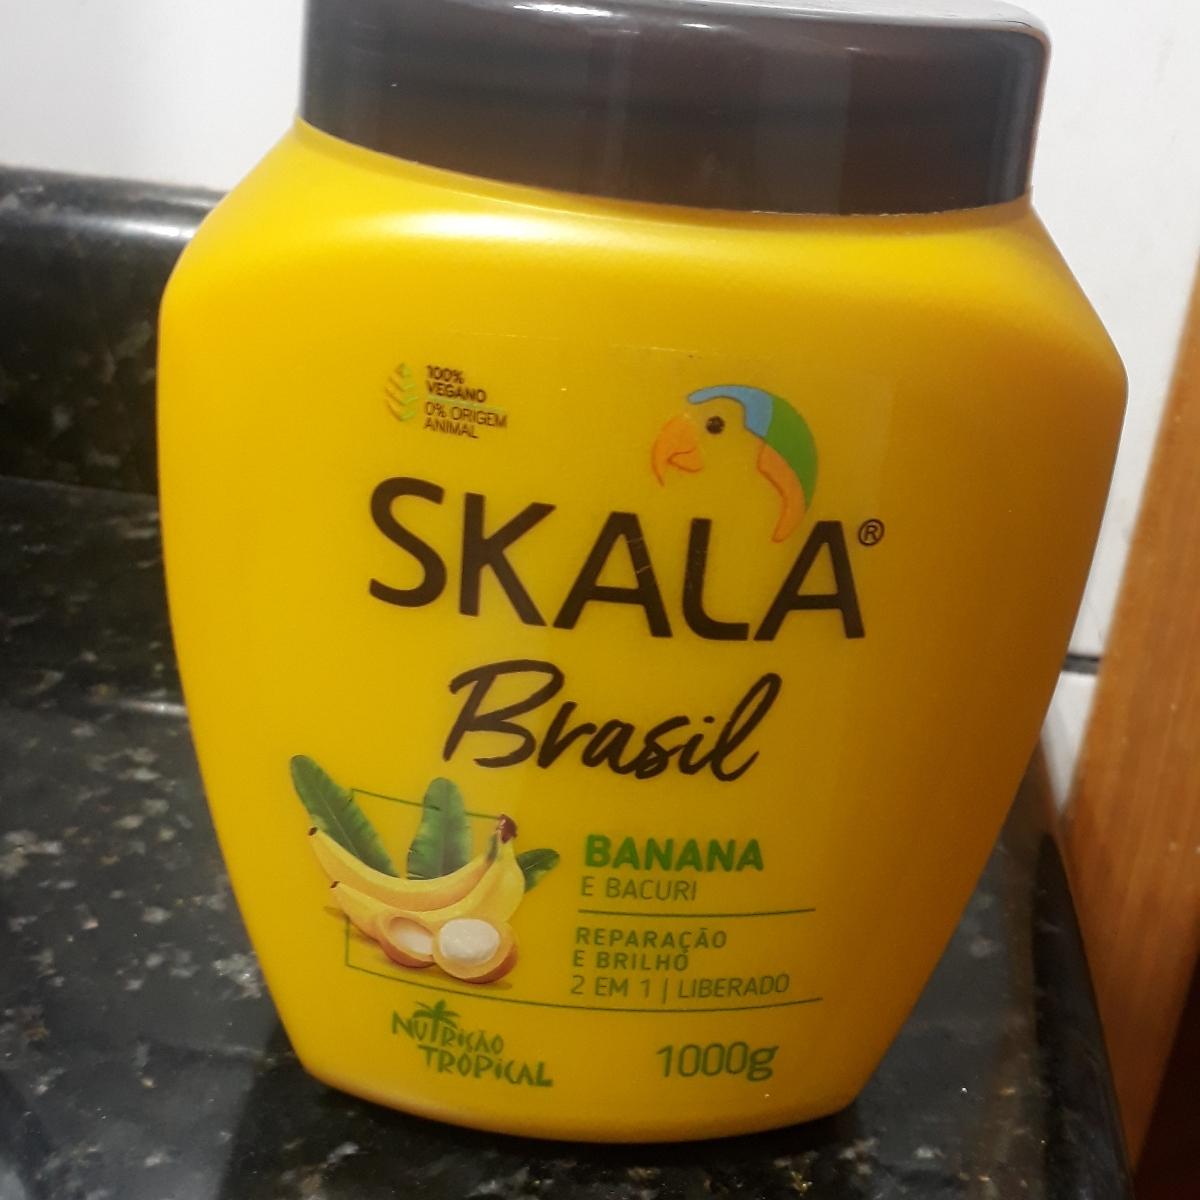 100%
VEGANO
0% ORIGEM
ANIMAL
SKALA®
Brasil
BANANA
E BACURI
REPARAÇÃO
E BRILHO
2 EM 1 | LIBERADO
NUTRIÇÃO
TROPICAL
1000g